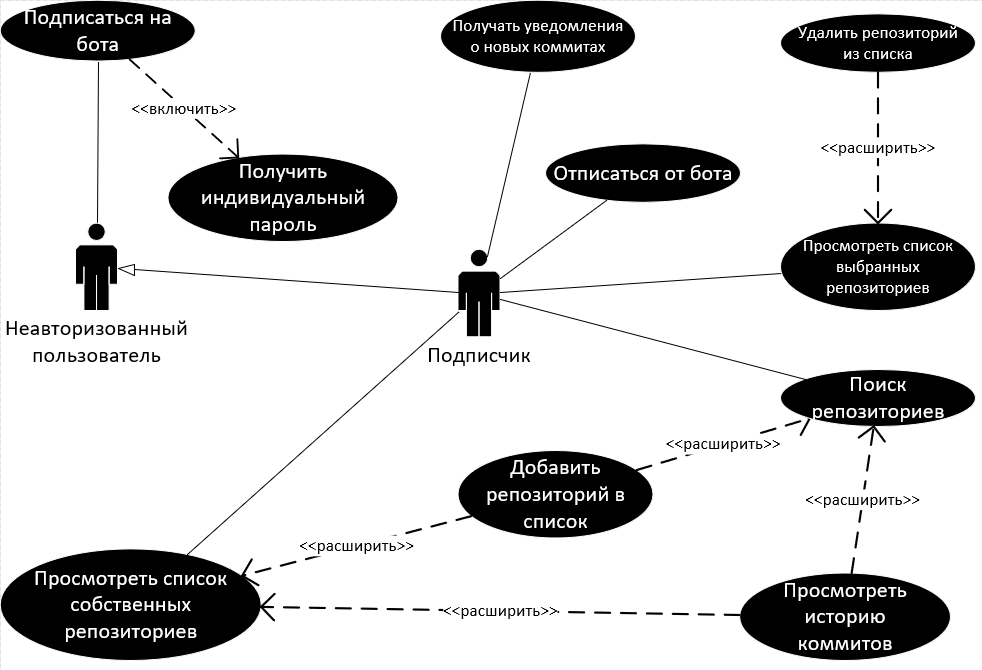 Подписаться на
бота
Получать уведомления
о новых коммитах
Удалить репозиторий
из списка
<<включить>>
<<расширить>>
Получить
индивидуальный
пароль
Отписаться от бота
Просмотреть список
выбранных
репозиториев
Неавторизованный
пользователь
Подписчик
Поиск
репозиториев
<<расширить>>
Добавить
репозиторий в
список
<<расширить>>
<<расширить>>
Просмотреть список
собственных
репозиториев
<<расширить>>
Просмотреть
историю
коммитов